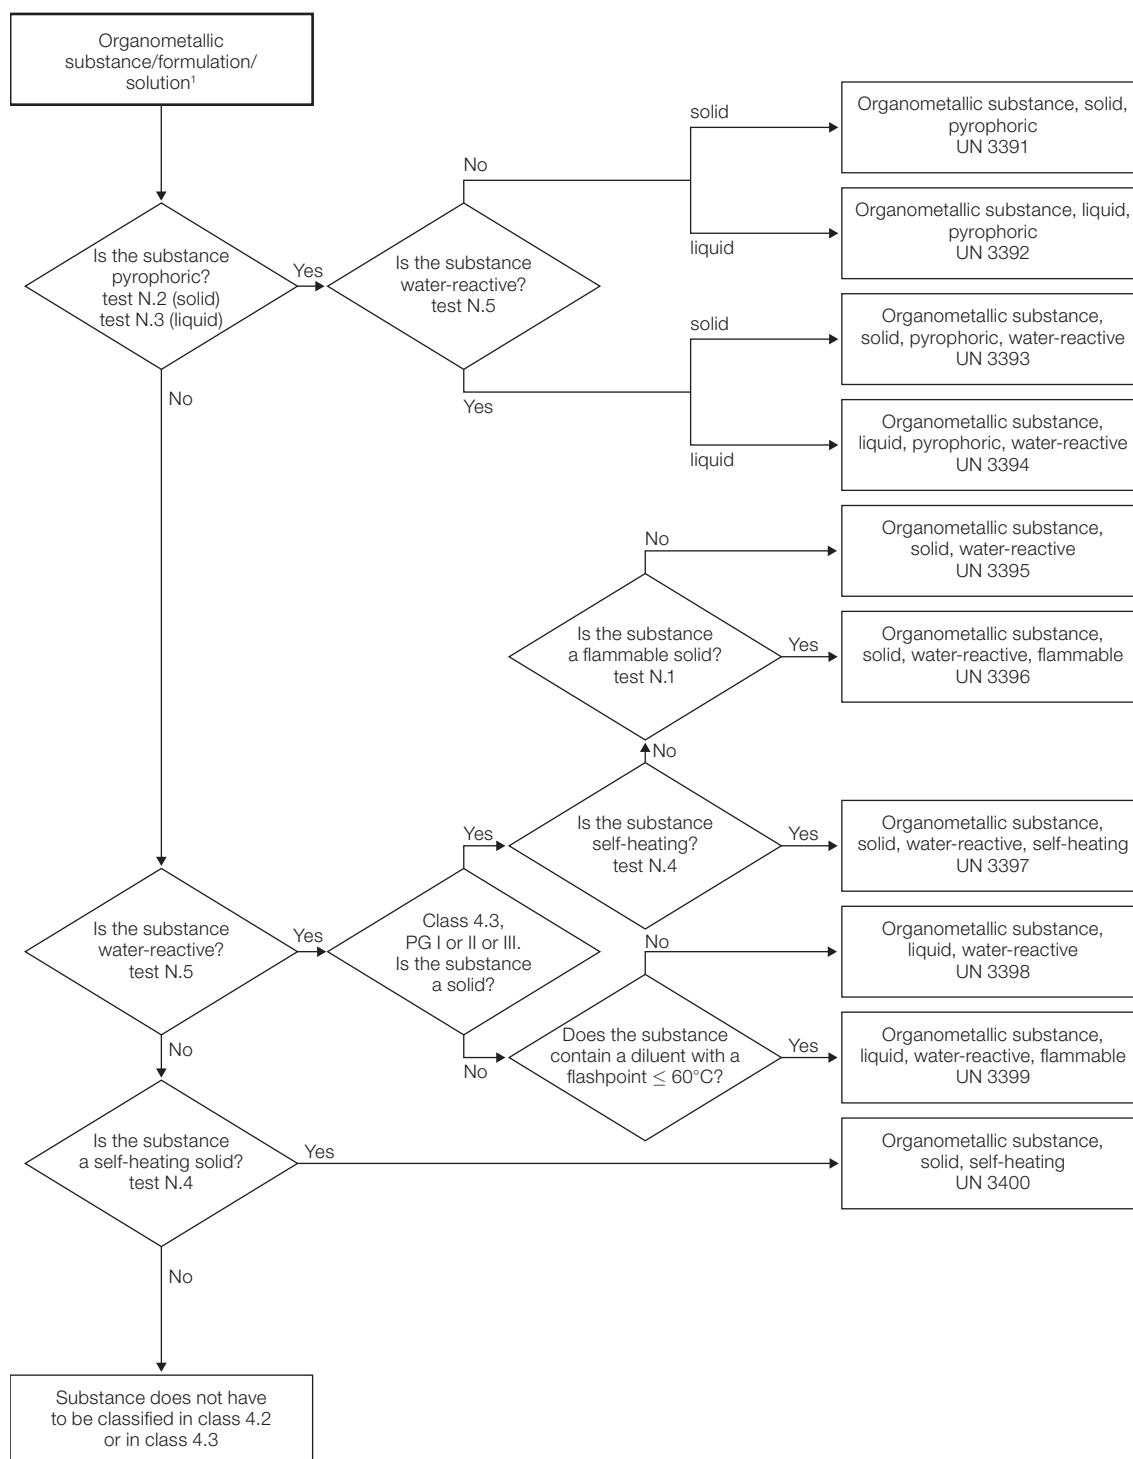 Organometallic
substance/formulation/
solution¹
solid
Organometallic substance, solid,
pyrophoric
UN 3391
No
Organometallic substance, liquid,
pyrophoric
UN 3392
liquid
Is the substance
pyrophoric?
test N.2 (solid)
test N.3 (liquid)
Yes
Is the substance
water-reactive?
test N.5
solid
Organometallic substance,
solid, pyrophoric, water-reactive
UN 3393
No
Yes
Organometallic substance,
liquid, pyrophoric, water-reactive
UN 3394
liquid
No
Organometallic substance,
solid, water-reactive
UN 3395
Is the substance
a flammable solid?
test N.1
Yes
Organometallic substance,
solid, water-reactive, flammable
UN 3396
No
Yes
Is the substance
self-heating?
test N.4
Yes
Organometallic substance,
solid, water-reactive, self-heating
UN 3397
Is the substance
water-reactive?
test N.5
Yes
Class 4.3,
PG I or II or III.
Is the substance
a solid?
No
Organometallic substance,
liquid, water-reactive
UN 3398
No
No
Does the substance
contain a diluent with a
flashpoint ≤ 60°C?
Yes
Organometallic substance,
liquid, water-reactive, flammable
UN 3399
Is the substance
a self-heating solid?
test N.4
Yes
Organometallic substance,
solid, self-heating
UN 3400
No
Substance does not have
to be classified in class 4.2
or in class 4.3